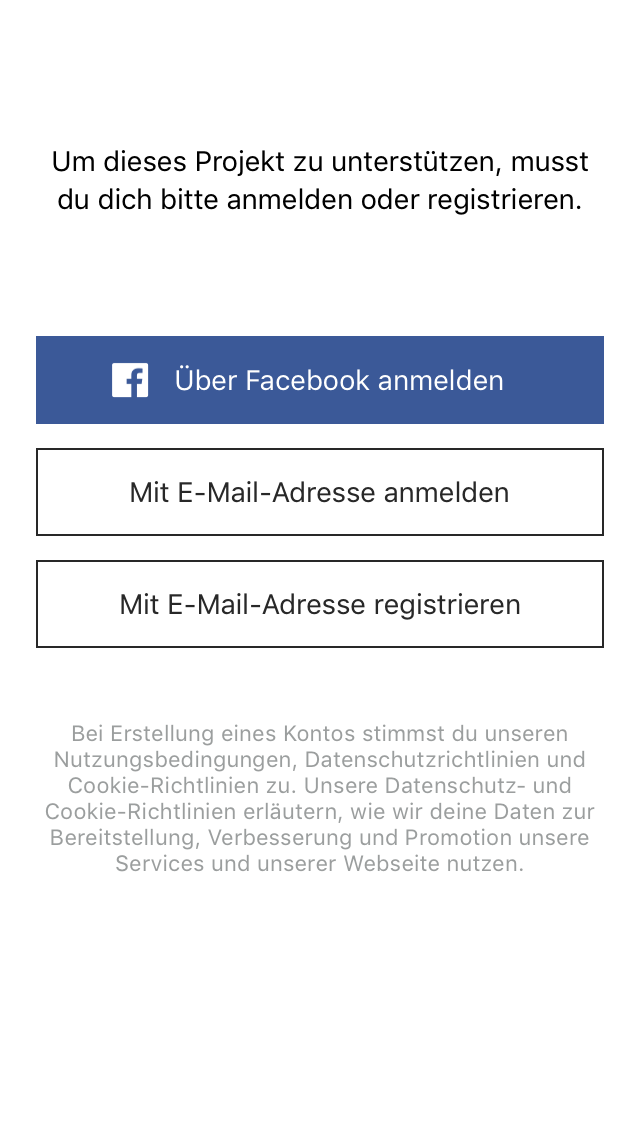 Um dieses Projekt zu unterstützen, musst
du dich bitte anmelden oder registrieren.
Über Facebook anmelden
Mit E-Mail-Adresse anmelden
Mit E-Mail-Adresse registrieren
Bei Erstellung eines Kontos stimmst du unseren
Nutzungsbedingungen, Datenschutzrichtlinien und
Cookie-Richtlinien zu. Unsere Datenschutz- und
Cookie-Richtlinien erläutern, wie wir deine Daten zur
Bereitstellung, Verbesserung und Promotion unsere
Services und unserer Webseite nutzen.